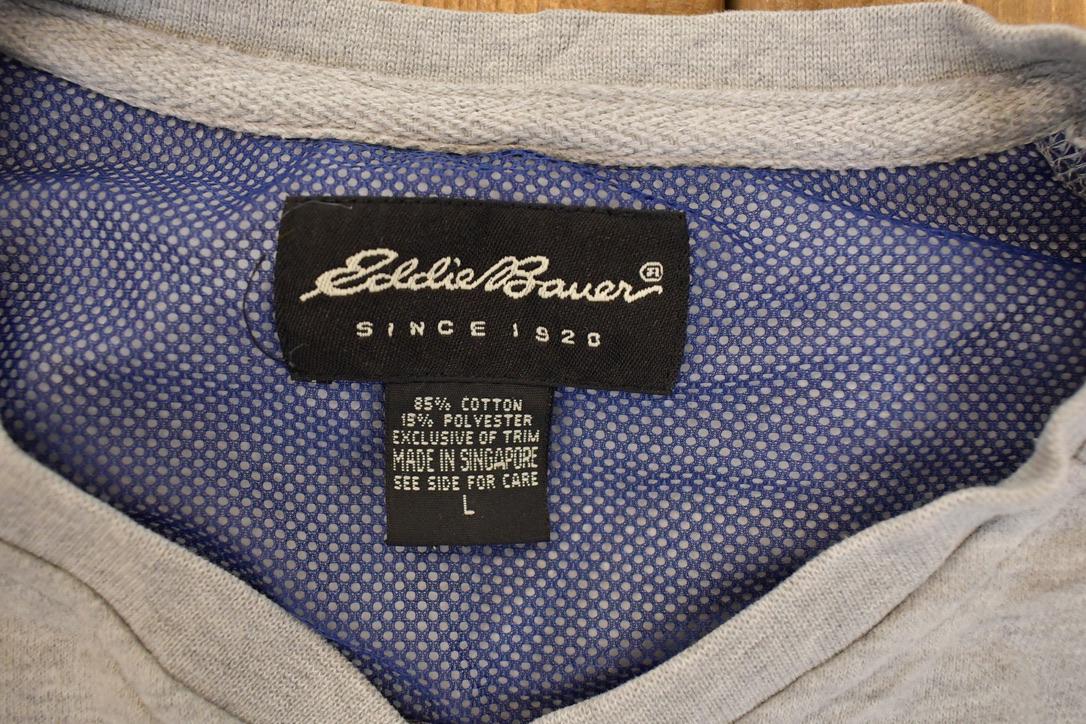 Eddie Bauer®
SINCE 1920
85% COTTON
15% POLYESTER
EXCLUSIVE OF TRIM
MADE IN SINGAPORE
SEE SIDE FOR CARE
L